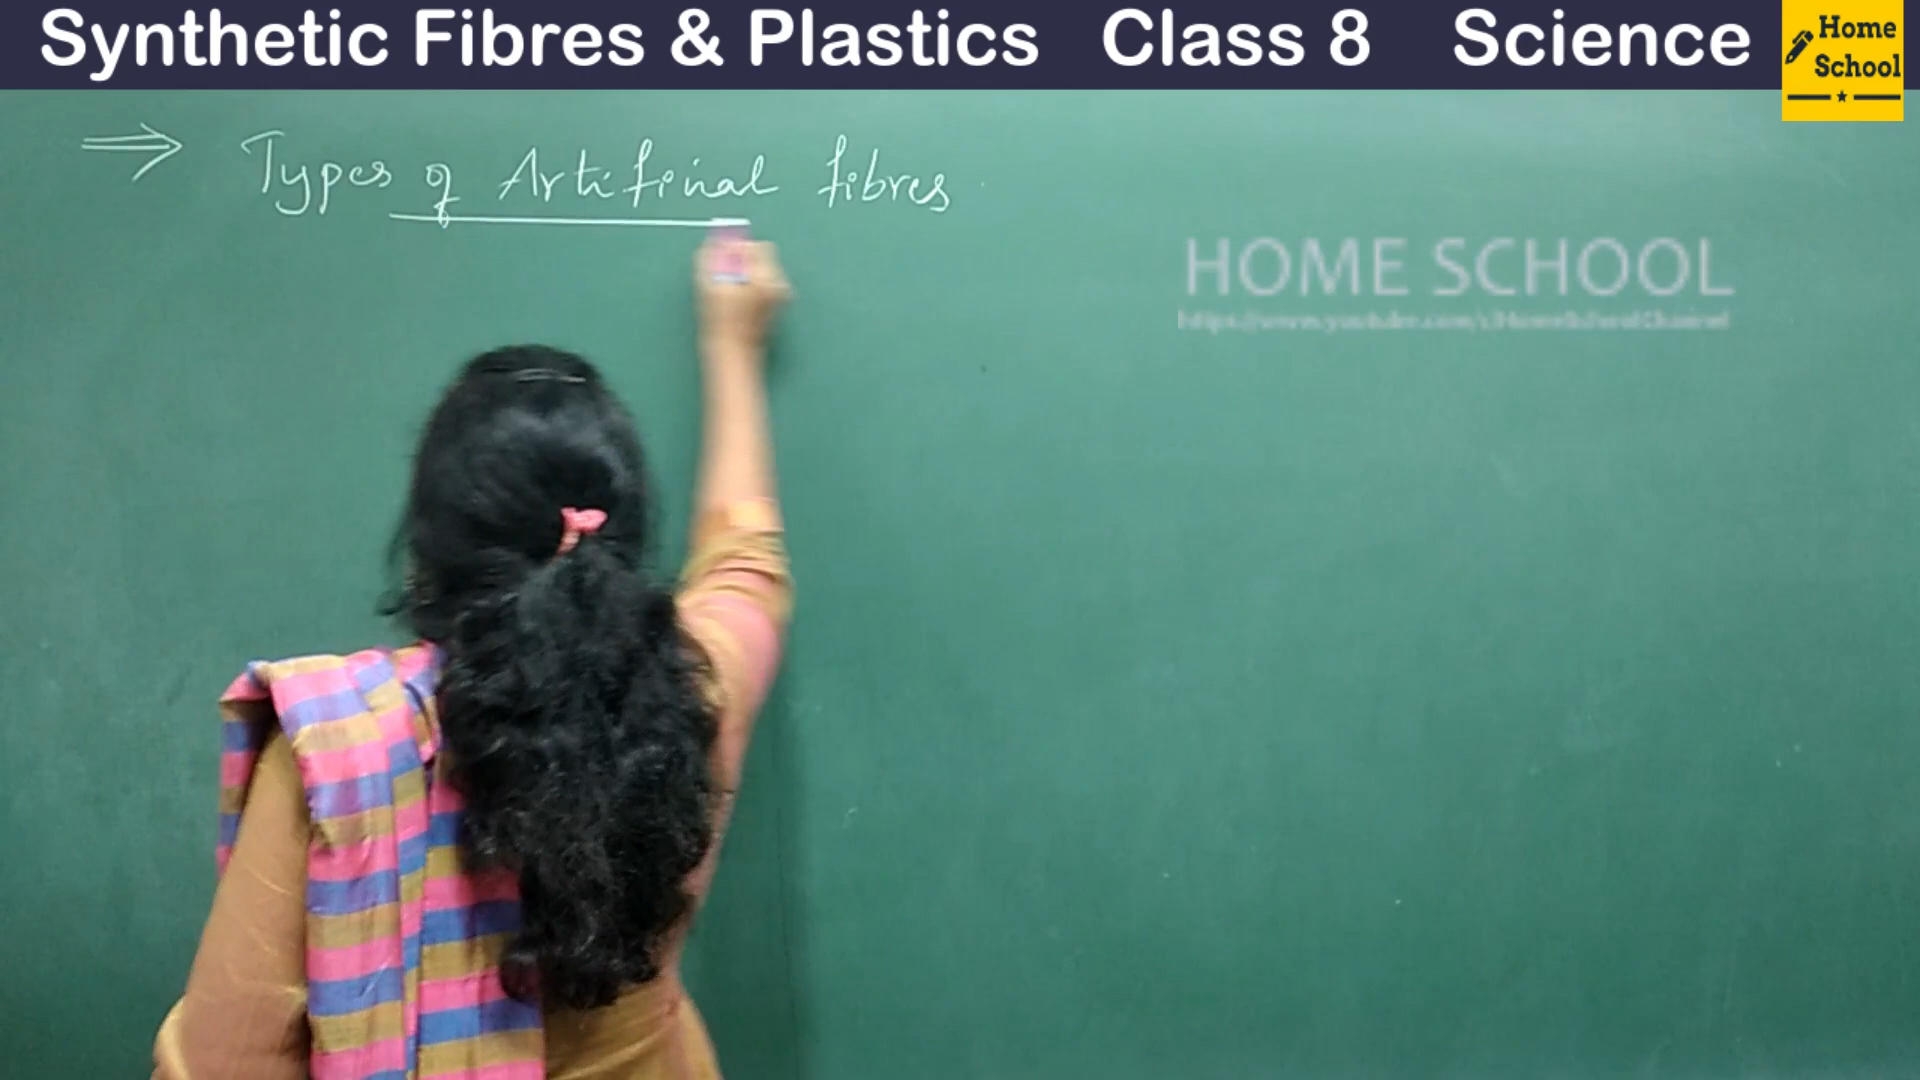 Synthetic Fibres & Plastics Class 8 Science
Home
School
⇒ Types of Artificial fibres
HOME SCHOOL